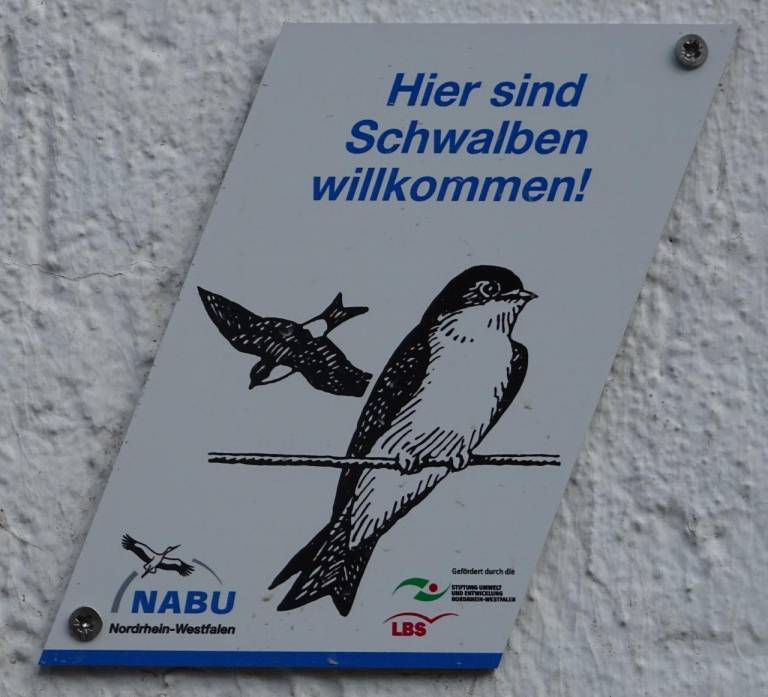 Hier sind
Schwalben
willkommen!
NABU
Nordrhein-Westfalen
Gefördert durch die
STIFTUNG UMWELT
UND ENTWICKLUNG
NORDRHEIN-WESTFALEN
LBS